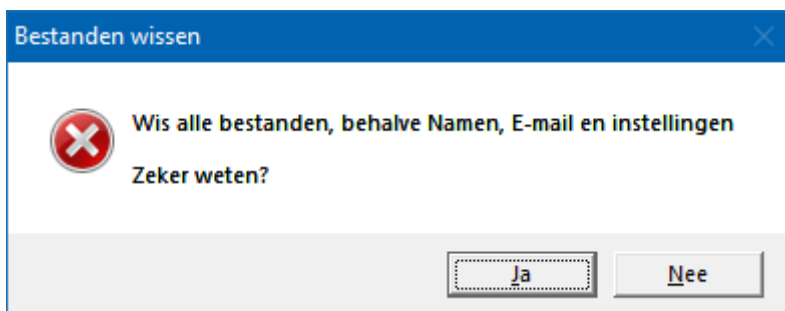 Bestanden wissen
Wis alle bestanden, behalve Namen, E-mail en instellingen
Zeker weten?
Ja
Nee